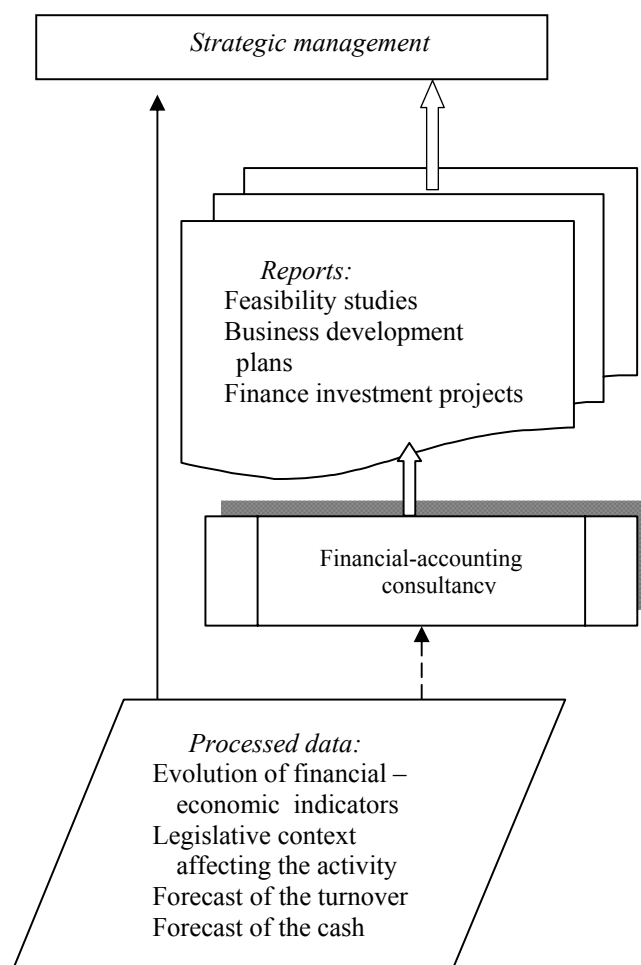 Strategic management
Reports:
Feasibility studies
Business development
plans
Finance investment projects
Financial-accounting
consultancy
Processed data:
Evolution of financial –
economic indicators
Legislative context
affecting the activity
Forecast of the turnover
Forecast of the cash